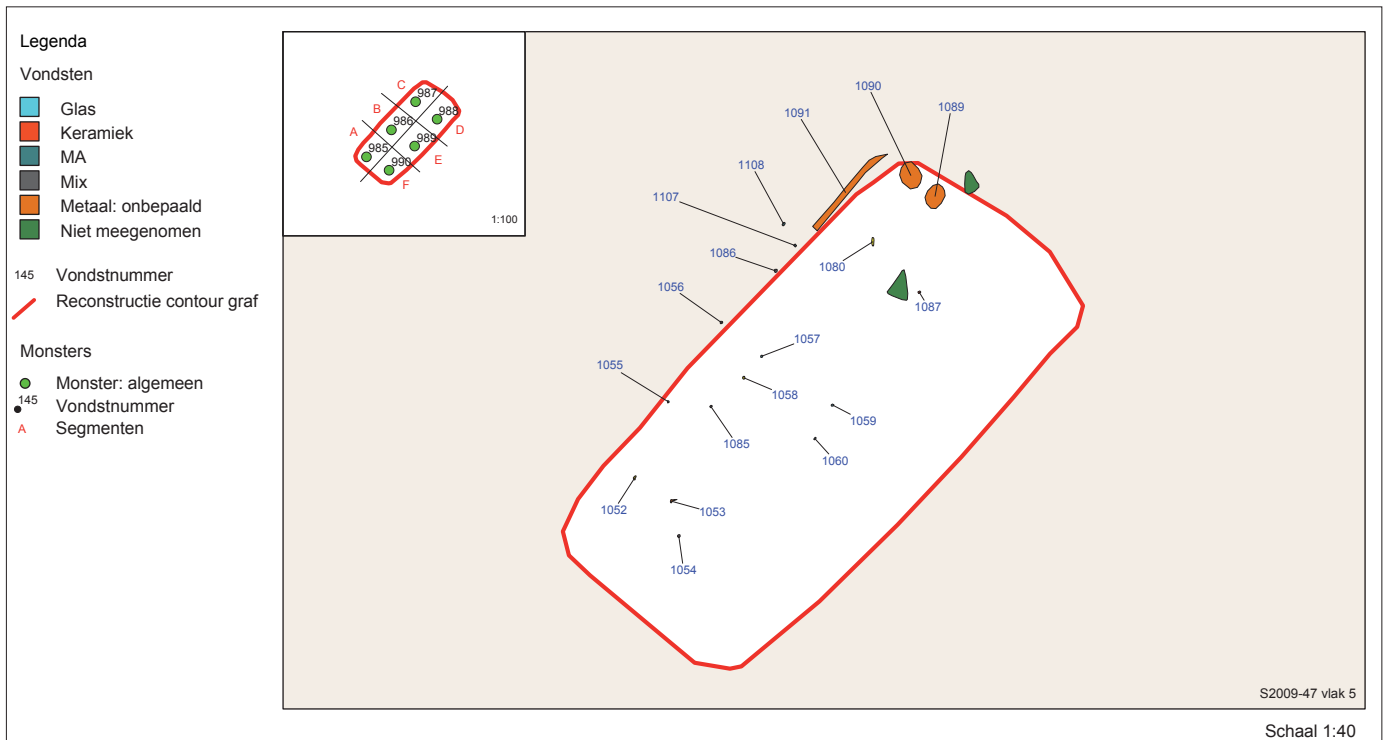 Legenda
Vondsten
Glas
Keramiek
MA
Mix
Metaal: onbepaald
Niet meegenomen
145 Vondstnummer
Reconstructie contour graf
Monsters
Monster: algemeen
145 Vondstnummer
A Segmenten
C
987
B
988
986
A
D
989
985
E
990
F
1:100
1090
1089
1091
1108
1107
1086
1080
1056
1087
1057
1055
1058
1059
1085
1060
1052
1053
1054
S2009-47 vlak 5
Schaal 1:40